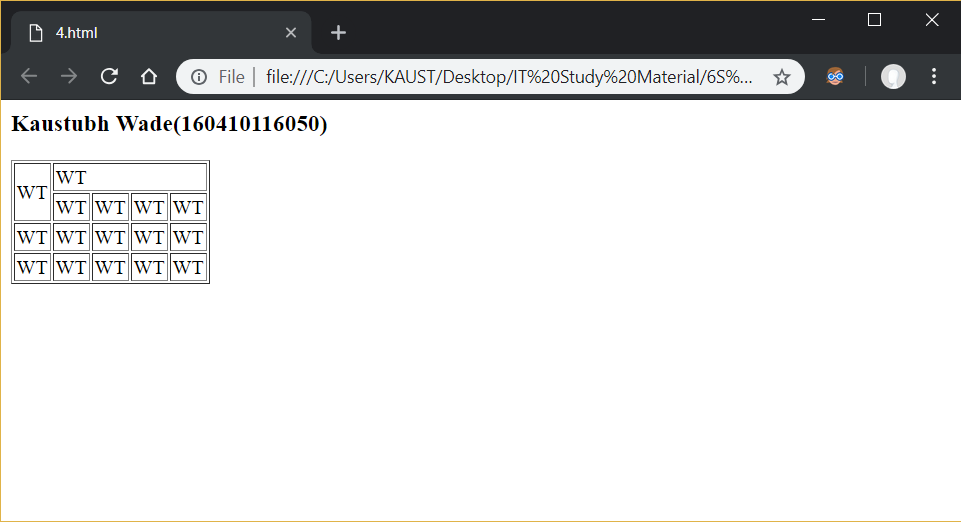 4.html
File file:///C:/Users/KAUST/Desktop/IT%20Study%20Material/6S%...
Kaustubh Wade(160410116050)
WT WT
WT WT WT WT
WT WT WT WT WT
WT WT WT WT WT